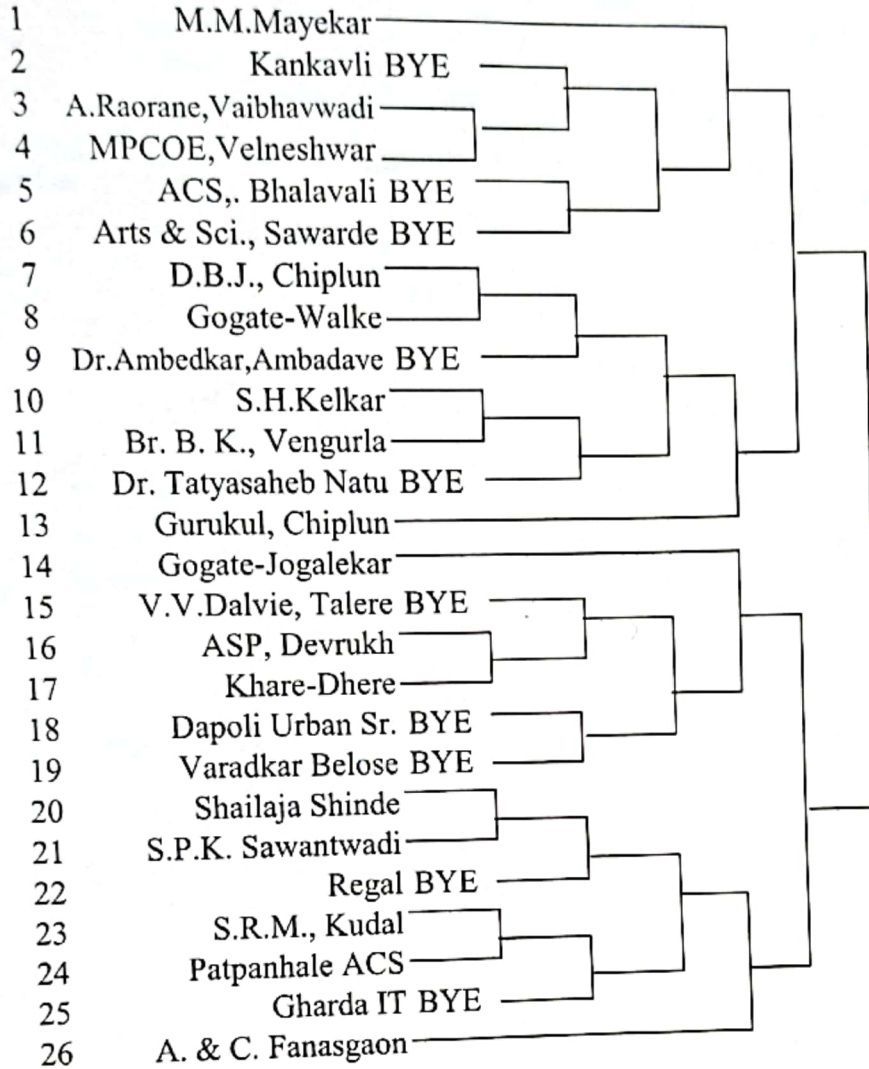 1 M.M.Mayekar
2 Kankavli BYE
3 A.Raorane,Vaibhavwadi
4 MPCOE,Velneshwar
5 ACS,. Bhalavali BYE
6 Arts & Sci., Sawarde BYE
7 D.B.J., Chiplun
8 Gogate-Walke
9 Dr.Ambedkar,Ambadave BYE
10 S.H.Kelkar
11 Br. B. K., Vengurla
12 Dr. Tatyasaheb Natu BYE
13 Gurukul, Chiplun
14 Gogate-Jogalekar
15 V.V.Dalvie, Talere BYE
16 ASP, Devrukh
17 Khare-Dhere
18 Dapoli Urban Sr. BYE
19 Varadkar Belose BYE
20 Shailaja Shinde
21 S.P.K. Sawantwadi
22 Regal BYE
23 S.R.M., Kudal
24 Patpanhale ACS
25 Gharda IT BYE
26 A. & C. Fanasgaon